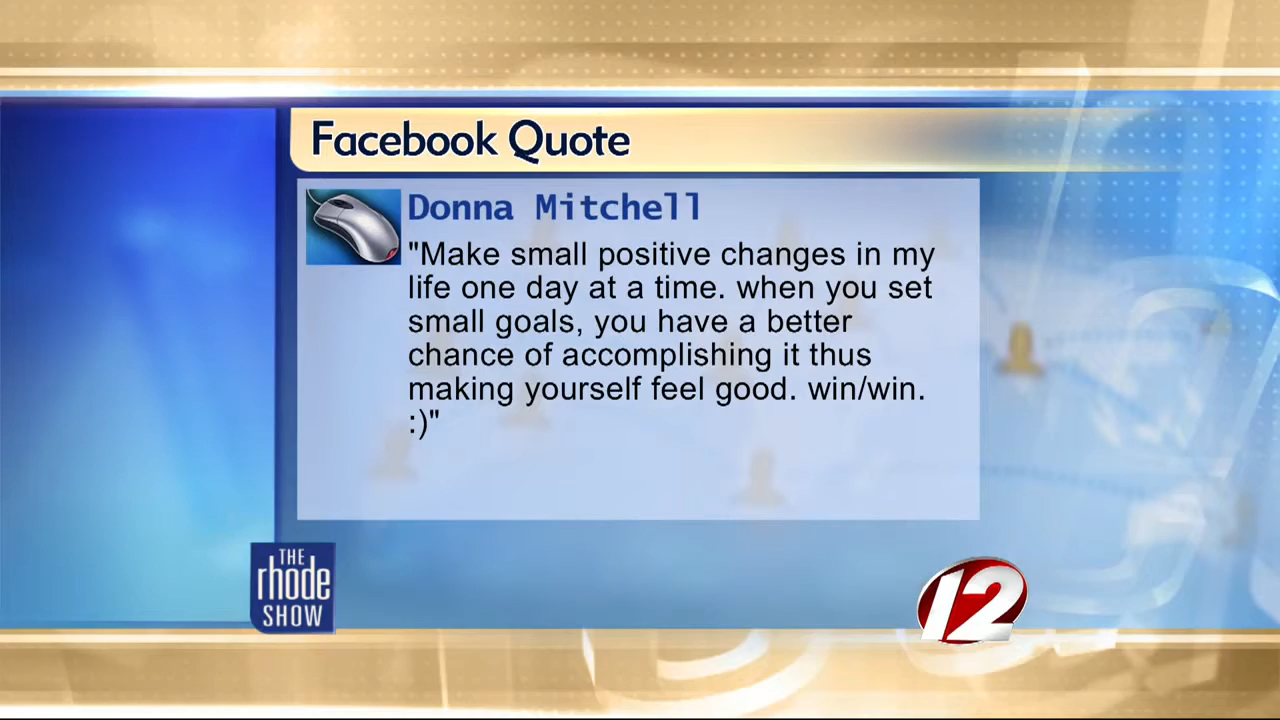 Facebook Quote
Donna Mitchell
"Make small positive changes in my
life one day at a time. when you set
small goals, you have a better
chance of accomplishing it thus
making yourself feel good. win/win.
:)"
THE
rhode
SHOW
12